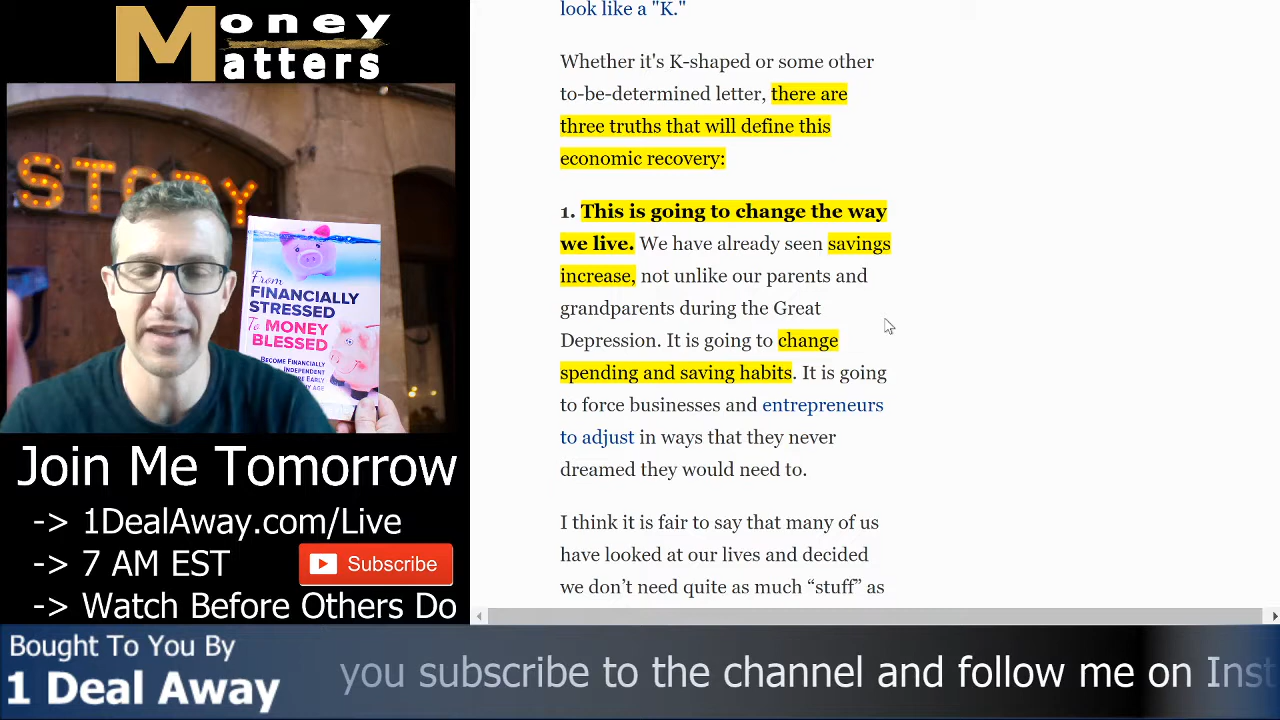 Money
Matters
STORY
From
FINANCIALLY
STRESSED
To MONEY
BLESSED
BECOME FINANCIALLY
INDEPENDENT
EARLY
AGE
Join Me Tomorrow
-> 1DealAway.com/Live
-> 7 AM EST
Subscribe
-> Watch Before Others Do
look like a "K."
Whether it's K-shaped or some other
to-be-determined letter, there are
three truths that will define this
economic recovery:
1. This is going to change the way
we live. We have already seen savings
increase, not unlike our parents and
grandparents during the Great
Depression. It is going to change
spending and saving habits. It is going
to force businesses and entrepreneurs
to adjust in ways that they never
dreamed they would need to.
I think it is fair to say that many of us
have looked at our lives and decided
we don’t need quite as much “stuff” as
Bought To You By
1 Deal Away
you subscribe to the channel and follow me on Inst